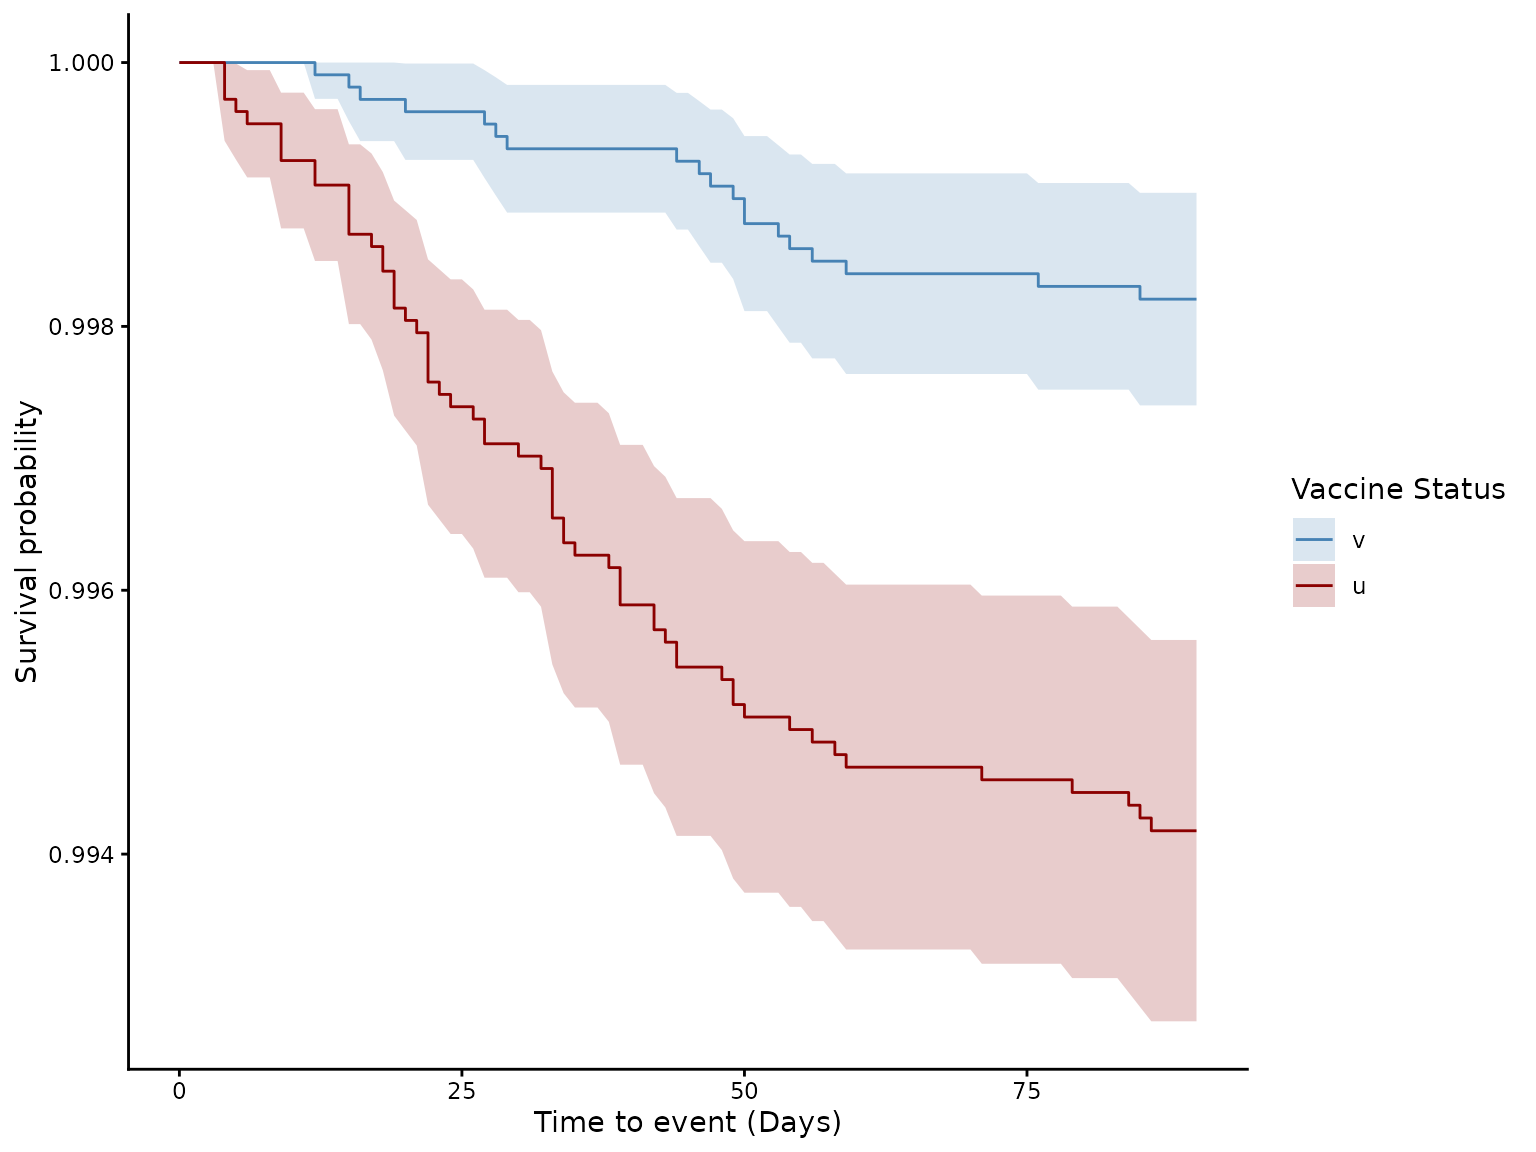 1.000
0.998
0.996
0.994
Survival probability
0
25
50
75
Time to event (Days)
Vaccine Status
v
u